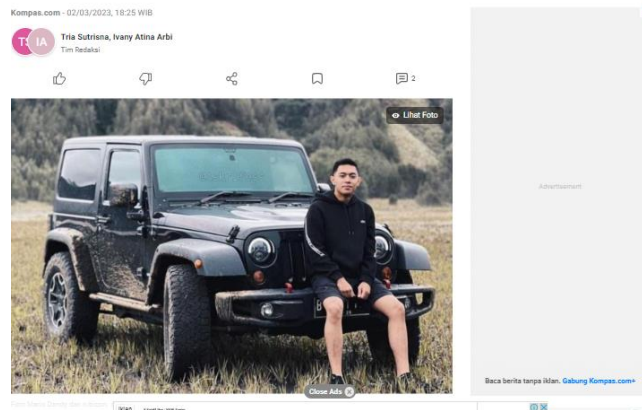 Kompas.com - 02/03/2023, 18:25 WIB
TS IA
Tria Sutrisna, Ivany Atina Arbi
Tim Redaksi
2
Lihat Foto
Advertisement
B
Baca berita tanpa iklan. Gabung Kompas.com+
Close Ads X